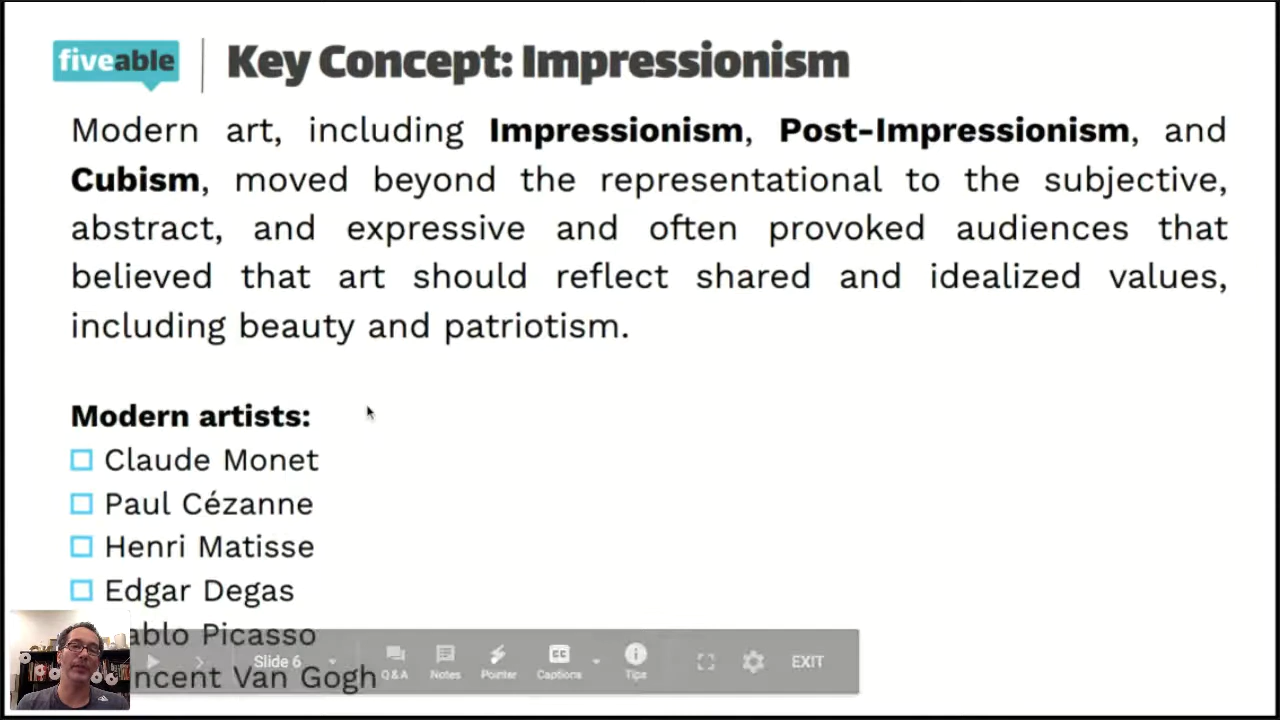 fiveable
Key Concept: Impressionism
Modern art, including Impressionism, Post-Impressionism, and
Cubism, moved beyond the representational to the subjective,
abstract, and expressive and often provoked audiences that
believed that art should reflect shared and idealized values,
including beauty and patriotism.
Modern artists:
Claude Monet
Paul Cézanne
Henri Matisse
Edgar Degas
ablo Picasso
ncent Van Gogh
Slide 6
Q&A
Notes
Pointer
CC
Captions
Tips
EXIT